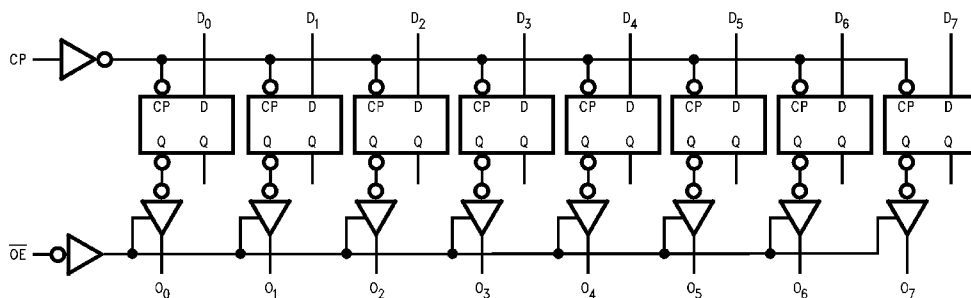 D0 D1 D2 D3 D4 D5 D6 D7
CP
CP D CP D CP D CP D CP D CP D CP D CP D
Q Q Q Q Q Q Q Q Q Q Q Q Q Q Q Q
O̅E̅
O0 O1 O2 O3 O4 O5 O6 O7